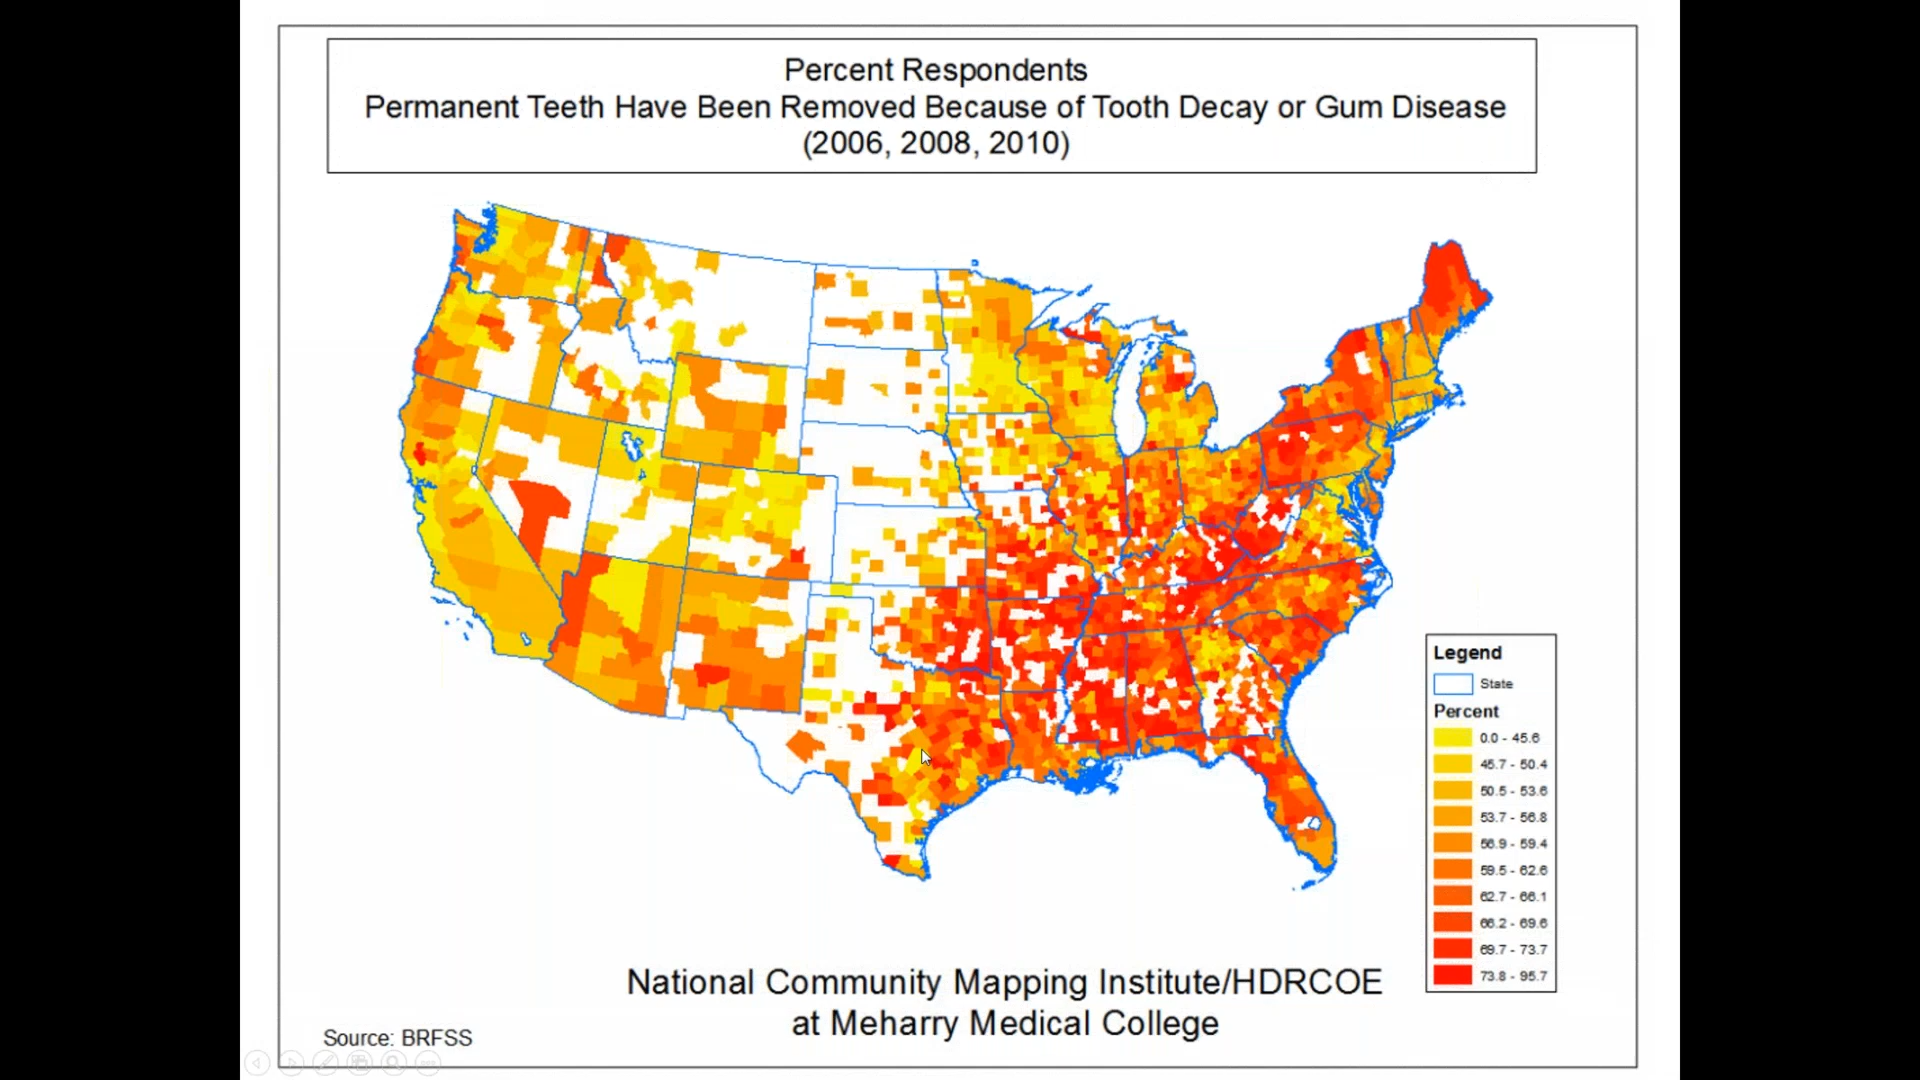 Percent Respondents
Permanent Teeth Have Been Removed Because of Tooth Decay or Gum Disease
(2006, 2008, 2010)
Legend
State
Percent
0.0 - 45.6
45.7 - 50.4
50.5 - 53.6
53.7 - 56.8
56.9 - 59.4
59.5 - 62.6
62.7 - 66.1
66.2 - 69.6
69.7 - 73.7
73.8 - 95.7
National Community Mapping Institute/HDRCOE
at Meharry Medical College
Source: BRFSS